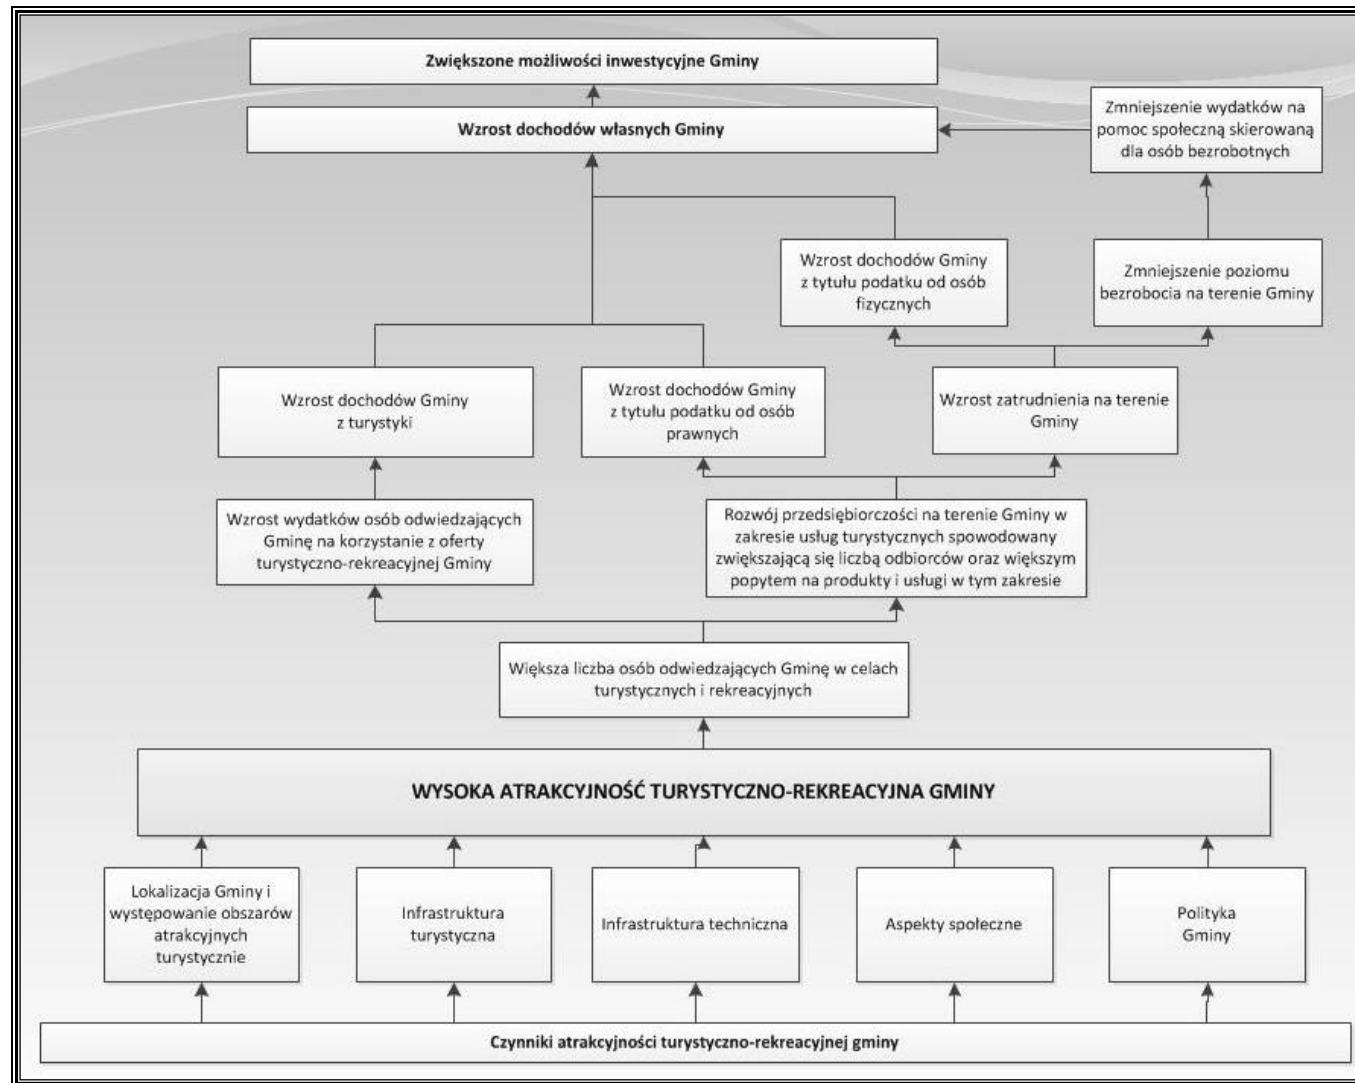 Zwiększone możliwości inwestycyjne Gminy
Wzrost dochodów własnych Gminy
Zmniejszenie wydatków na
pomoc społeczną skierowaną
dla osób bezrobotnych
Wzrost dochodów Gminy
z tytułu podatku od osób
fizycznych
Zmniejszenie poziomu
bezrobocia na terenie Gminy
Wzrost dochodów Gminy
z turystyki
Wzrost dochodów Gminy
z tytułu podatku od osób
prawnych
Wzrost zatrudnienia na terenie
Gminy
Wzrost wydatków osób odwiedzających
Gminę na korzystanie z oferty
turystyczno-rekreacyjnej Gminy
Rozwój przedsiębiorczości na terenie Gminy w
zakresie usług turystycznych spowodowany
zwiększającą się liczbą odbiorców oraz większym
popytem na produkty i usługi w tym zakresie
Większa liczba osób odwiedzających Gminę w celach
turystycznych i rekreacyjnych
WYSOKA ATRAKCYJNOŚĆ TURYSTYCZNO-REKREACYJNA GMINY
Lokalizacja Gminy i
występowanie obszarów
atrakcyjnych
turystycznie
Infrastruktura
turystyczna
Infrastruktura techniczna
Aspekty społeczne
Polityka
Gminy
Czynniki atrakcyjności turystyczno-rekreacyjnej gminy